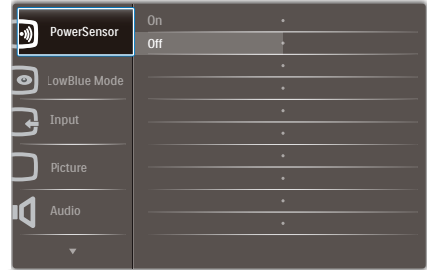 PowerSensor
On
Off
LowBlue Mode
Input
Picture
Audio